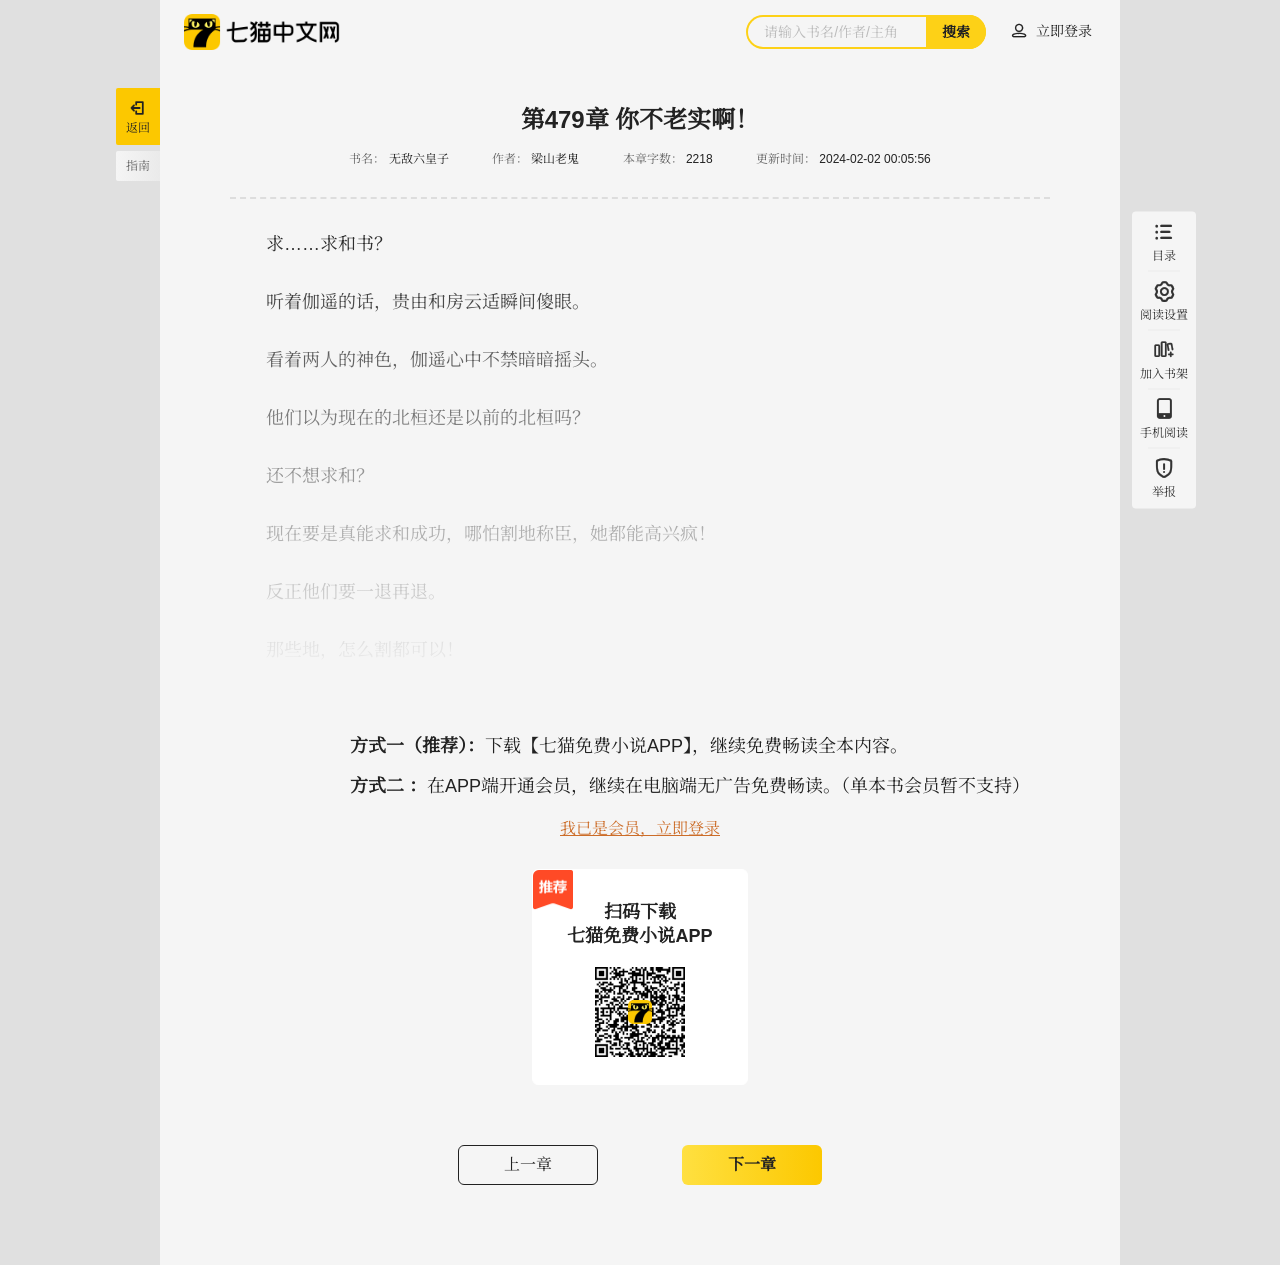 七猫中文网
请输入书名/作者/主角
搜索
立即登录
返回
指南
第479章 你不老实啊！
书名： 无敌六皇子 作者： 梁山老鬼 本章字数： 2218 更新时间： 2024-02-02 00:05:56
求……求和书？
听着伽遥的话，贵由和房云适瞬间傻眼。
看着两人的神色，伽遥心中不禁暗暗摇头。
他们以为现在的北桓还是以前的北桓吗？
还不想求和？
现在要是真能求和成功，哪怕割地称臣，她都能高兴疯！
反正他们要一退再退。
那些地，怎么割都可以！
目录
阅读设置
加入书架
手机阅读
举报
方式一（推荐）：下载【七猫免费小说APP】，继续免费畅读全本内容。
方式二 ：在APP端开通会员，继续在电脑端无广告免费畅读。（单本书会员暂不支持）
我已是会员，立即登录
推荐
扫码下载
七猫免费小说APP
上一章
下一章